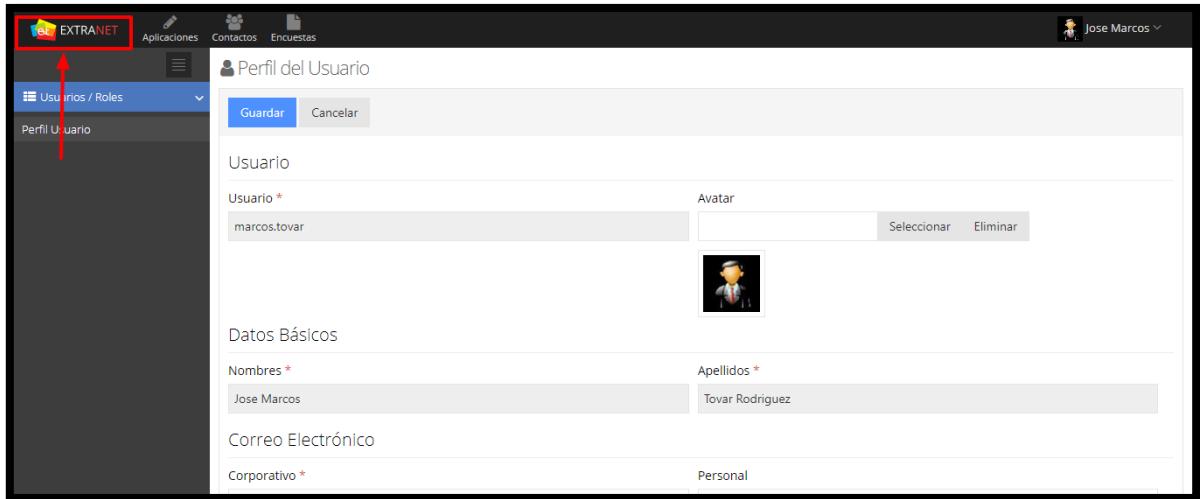 et EXTRANET
Aplicaciones Contactos Encuestas
Jose Marcos
Perfil del Usuario
Usuarios / Roles
Perfil Usuario
Guardar Cancelar
Usuario
Usuario * Avatar
marcos.tovar Seleccionar Eliminar
Datos Básicos
Nombres * Apellidos *
Jose Marcos Tovar Rodriguez
Correo Electrónico
Corporativo * Personal